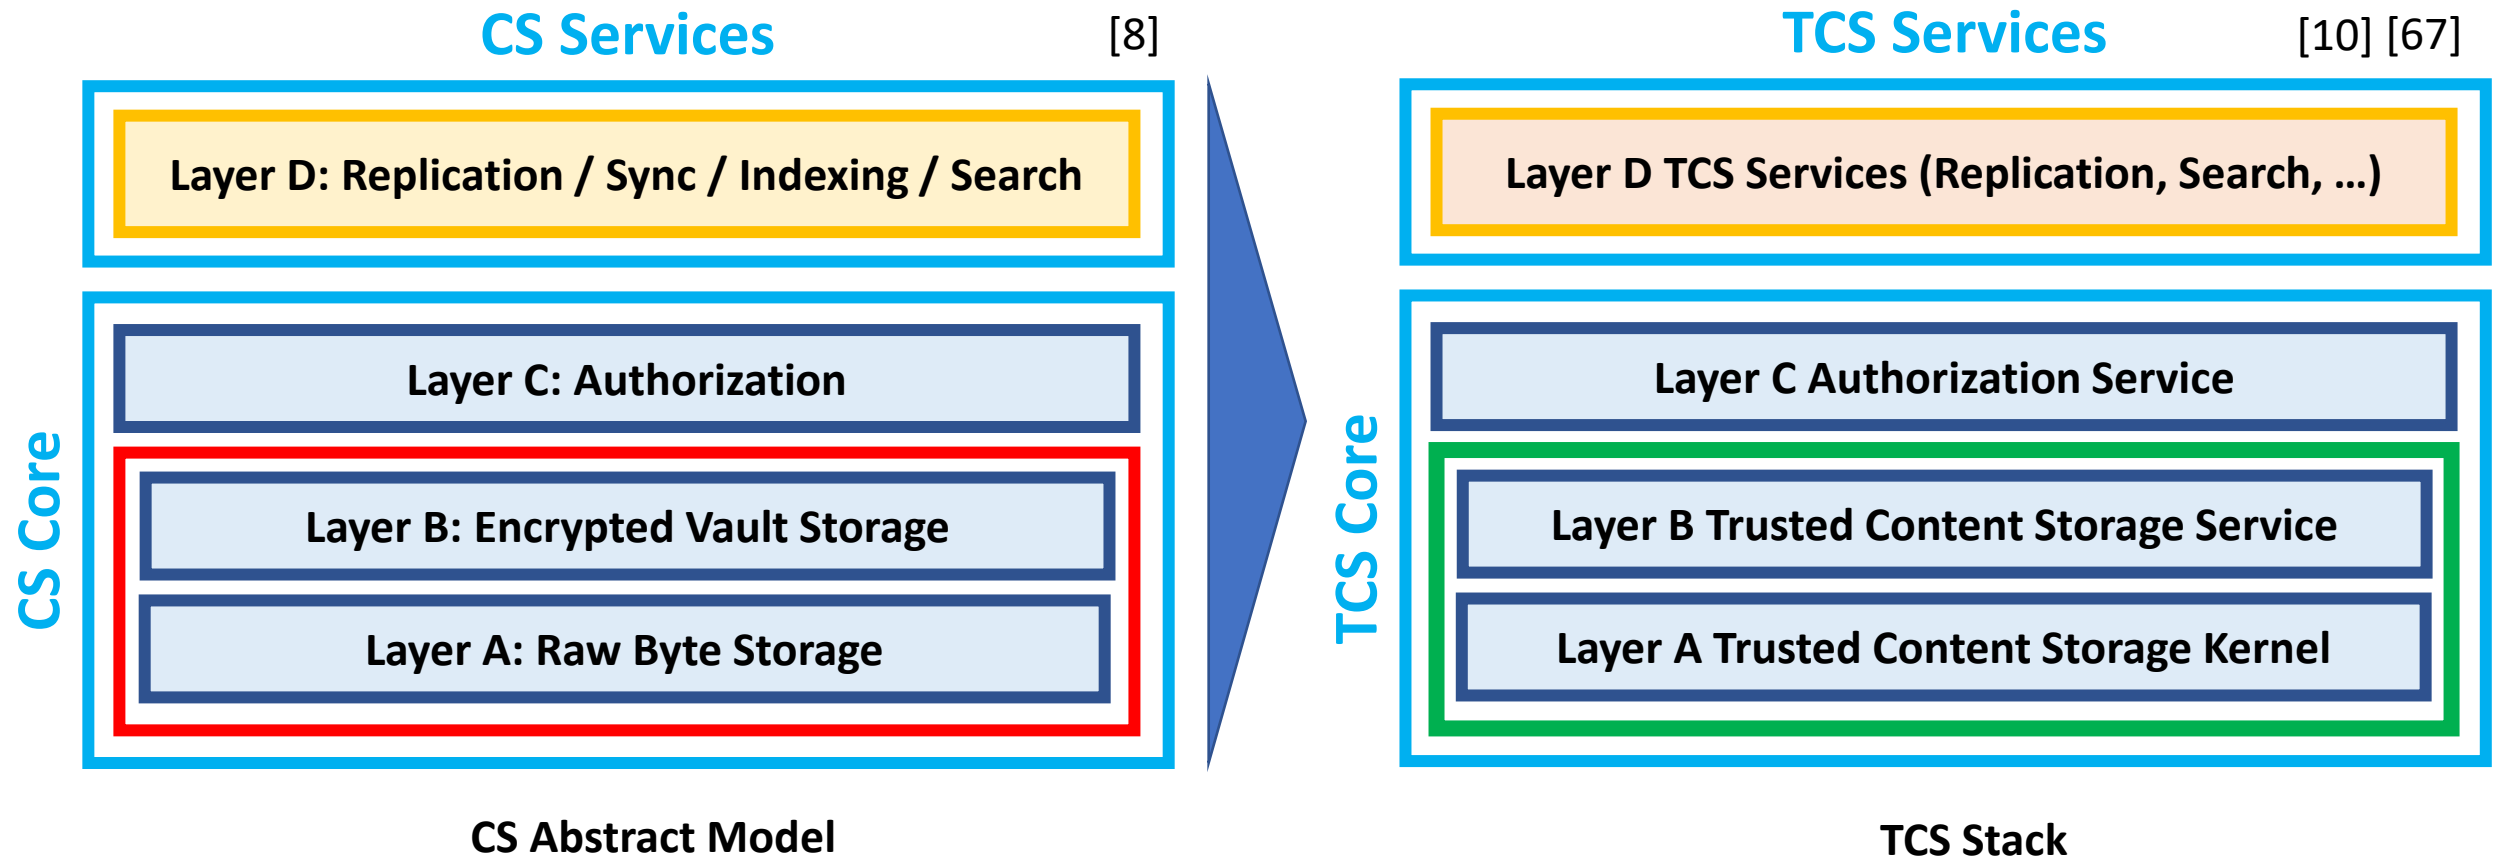 CS Services
[8]
Layer D: Replication / Sync / Indexing / Search
CS Core
Layer C: Authorization
Layer B: Encrypted Vault Storage
Layer A: Raw Byte Storage
CS Abstract Model
TCS Services
[10] [67]
Layer D TCS Services (Replication, Search, ...)
TCS Core
Layer C Authorization Service
Layer B Trusted Content Storage Service
Layer A Trusted Content Storage Kernel
TCS Stack